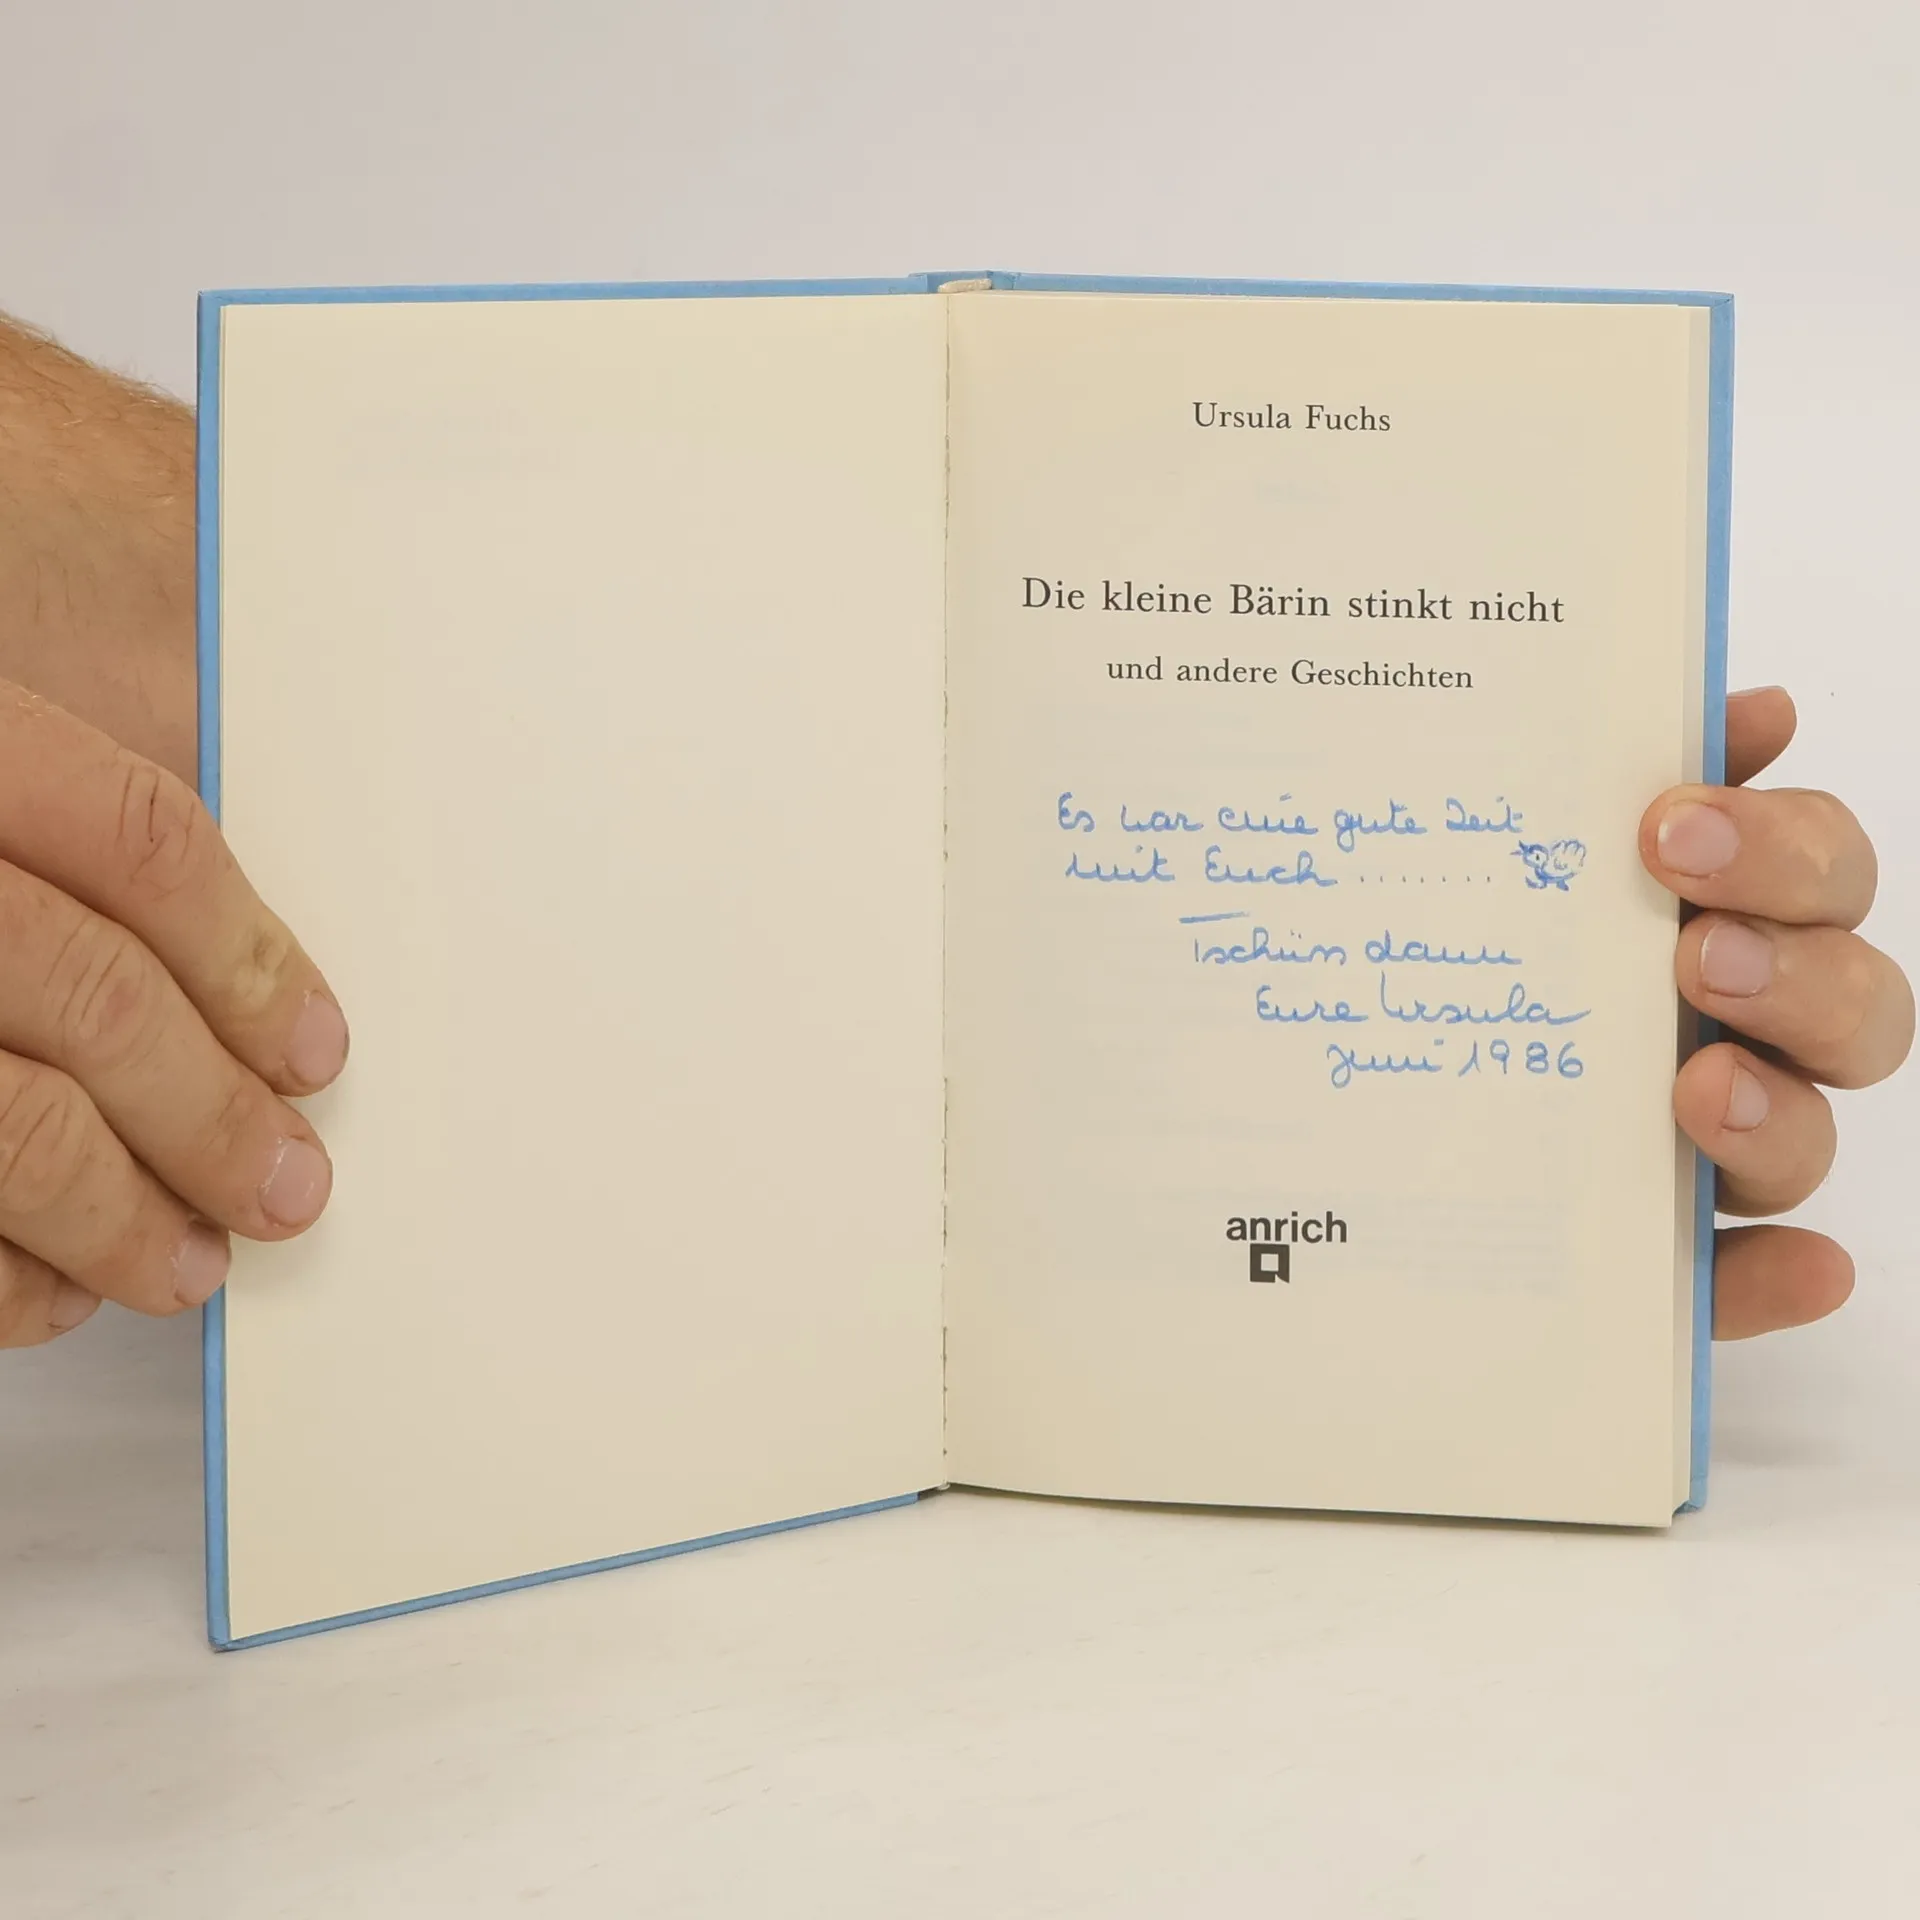 Ursula Fuchs
Die kleine Bärin stinkt nicht
und andere Geschichten
Es war eine gute Zeit
mit Euch .......
Tschüss dann
Eure Ursula
Juni 1986
anrich